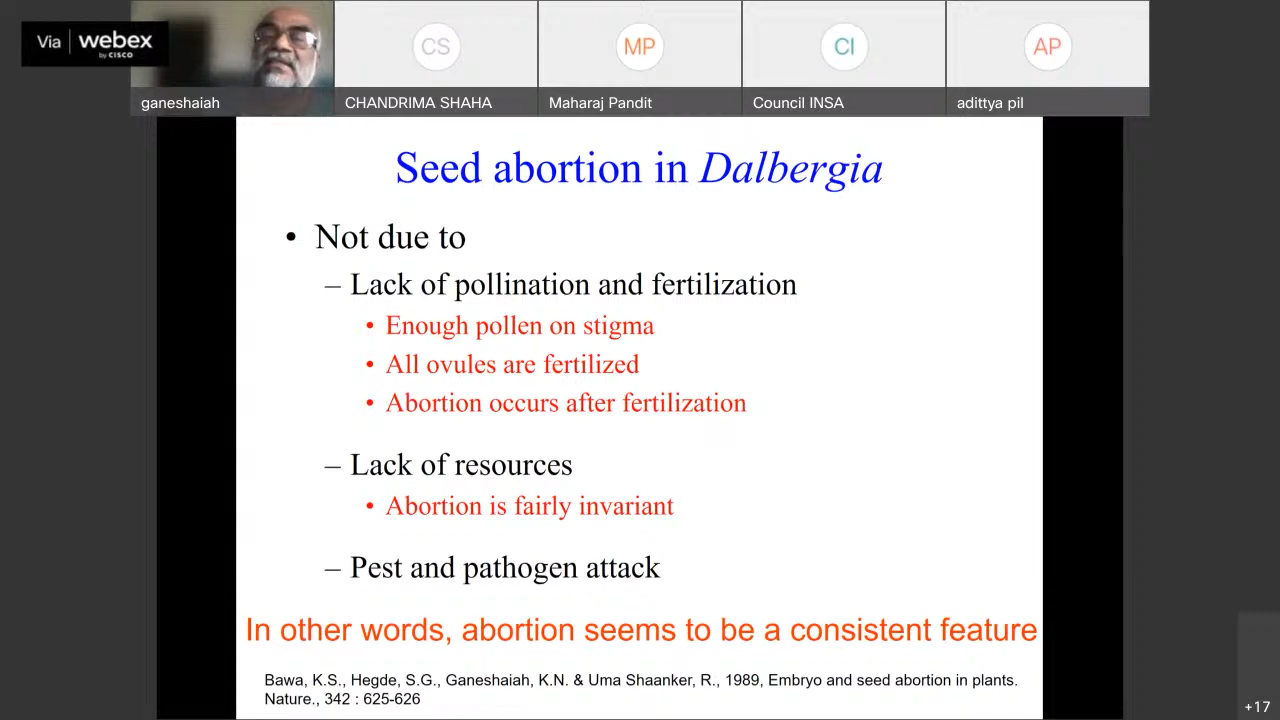 Via webex
by CISCO
CS
MP
CI
AP
ganeshaiah
CHANDRIMA SHAHA
Maharaj Pandit
Council INSA
adittya pil
Seed abortion in Dalbergia
• Not due to
– Lack of pollination and fertilization
• Enough pollen on stigma
• All ovules are fertilized
• Abortion occurs after fertilization
– Lack of resources
• Abortion is fairly invariant
– Pest and pathogen attack
In other words, abortion seems to be a consistent feature
Bawa, K.S., Hegde, S.G., Ganeshaiah, K.N. & Uma Shaanker, R., 1989, Embryo and seed abortion in plants.
Nature., 342 : 625-626
+17